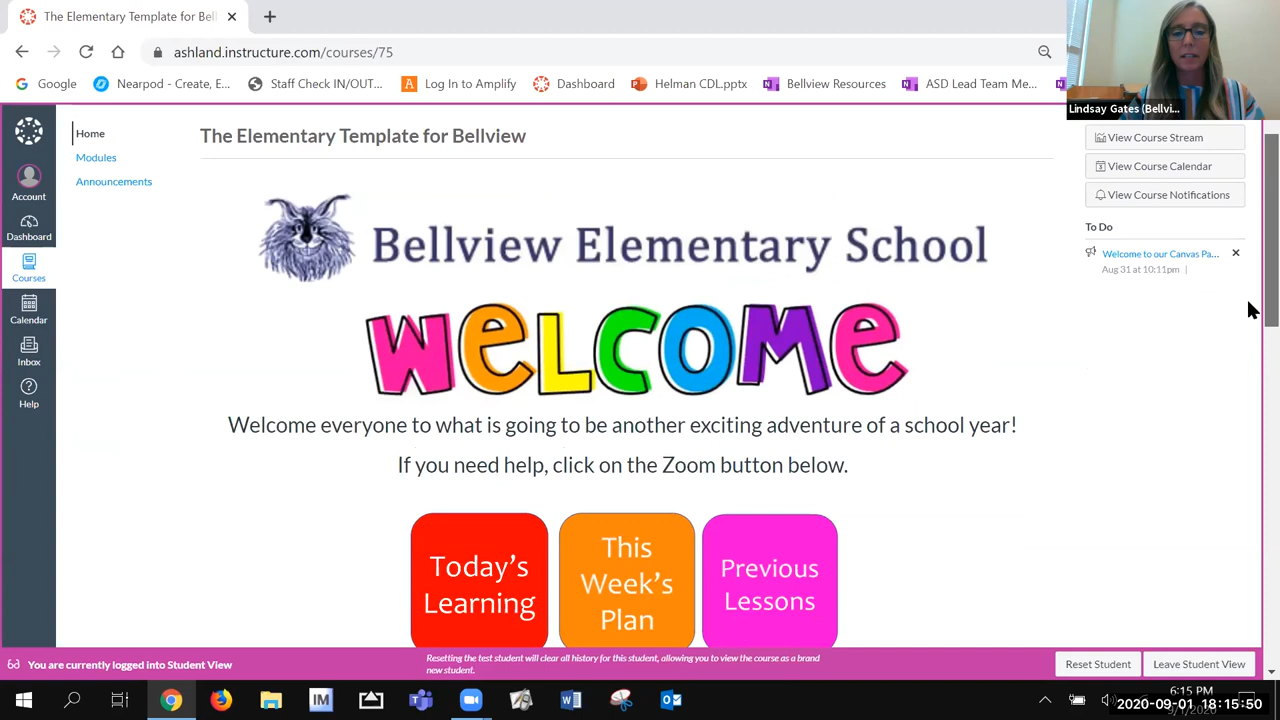 The Elementary Template for Bell
ashland.instructure.com/courses/75
Google
Nearpod - Create, E...
Staff Check IN/OUT...
Log In to Amplify
Dashboard
Helman CDL.pptx
Bellview Resources
ASD Lead Team Me...
Lindsay Gates (Bellvi...
Account
Dashboard
Courses
Calendar
Inbox
Help
Home
Modules
Announcements
The Elementary Template for Bellview
Bellview Elementary School
WeLCOMe
Welcome everyone to what is going to be another exciting adventure of a school year!
If you need help, click on the Zoom button below.
Today's
Learning
This
Week's
Plan
Previous
Lessons
View Course Stream
View Course Calendar
View Course Notifications
To Do
Welcome to our Canvas Pa...
Aug 31 at 10:11pm |
You are currently logged into Student View
Resetting the test student will clear all history for this student, allowing you to view the course as a brand
new student.
Reset Student
Leave Student View
IM
6:15 PM
2020-09-01 18:15:50